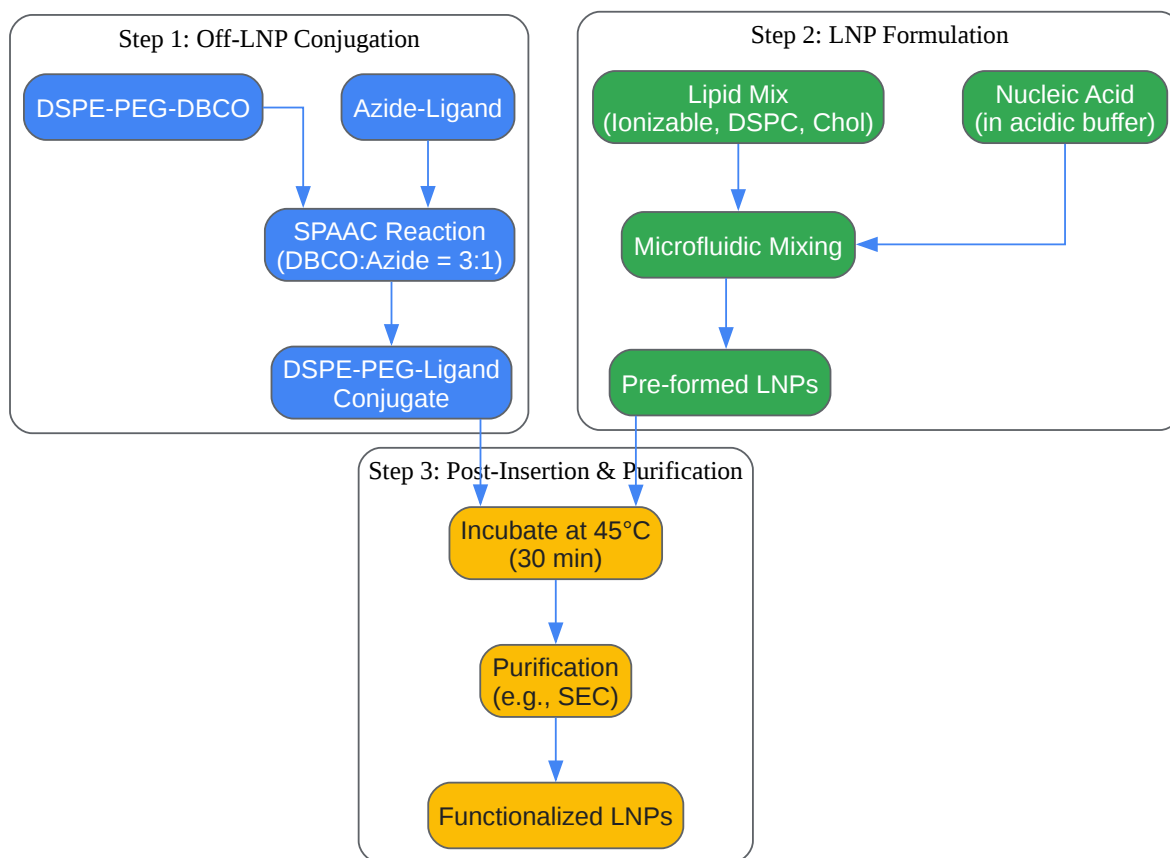 Step 1: Off-LNP Conjugation
DSPE-PEG-DBCO
Azide-Ligand
SPAAC Reaction
(DBCO:Azide = 3:1)
DSPE-PEG-Ligand
Conjugate
Step 2: LNP Formulation
Lipid Mix
(Ionizable, DSPC, Chol)
Nucleic Acid
(in acidic buffer)
Microfluidic Mixing
Pre-formed LNPs
Step 3: Post-Insertion & Purification
Incubate at 45°C
(30 min)
Purification
(e.g., SEC)
Functionalized LNPs